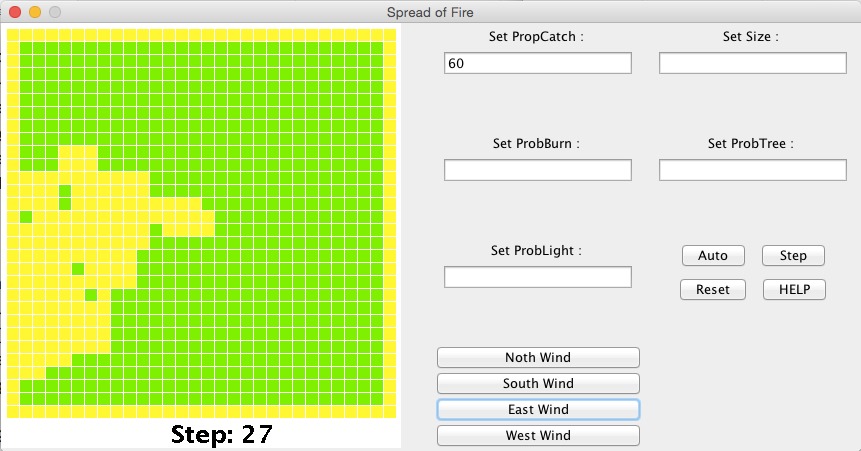 Spread of Fire
Set PropCatch :
Set Size :
60
Set ProbBurn :
Set ProbTree :
Set ProbLight :
Auto
Step
Reset
HELP
Noth Wind
South Wind
East Wind
West Wind
Step: 27